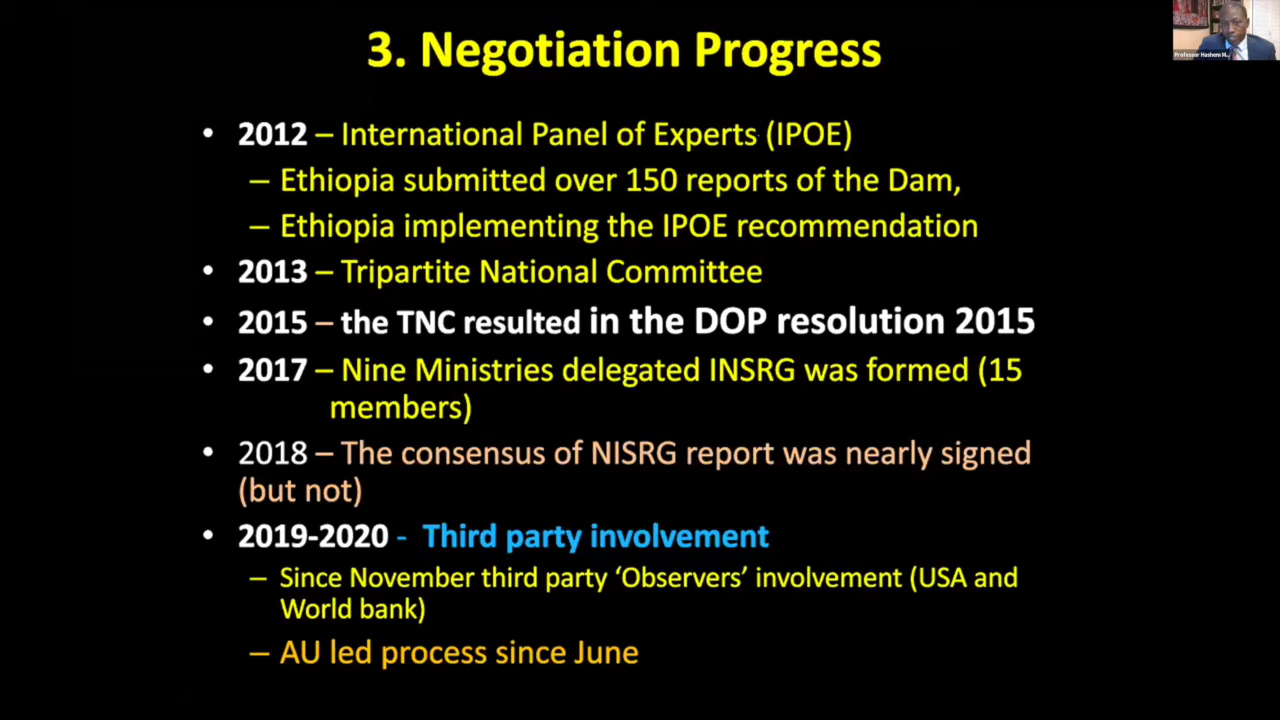 3. Negotiation Progress
Professor Hashem M...
• 2012 – International Panel of Experts (IPOE)
– Ethiopia submitted over 150 reports of the Dam,
– Ethiopia implementing the IPOE recommendation
• 2013 – Tripartite National Committee
• 2015 – the TNC resulted in the DOP resolution 2015
• 2017 – Nine Ministries delegated INSRG was formed (15
members)
• 2018 – The consensus of NISRG report was nearly signed
(but not)
• 2019-2020 - Third party involvement
– Since November third party ‘Observers’ involvement (USA and
World bank)
– AU led process since June